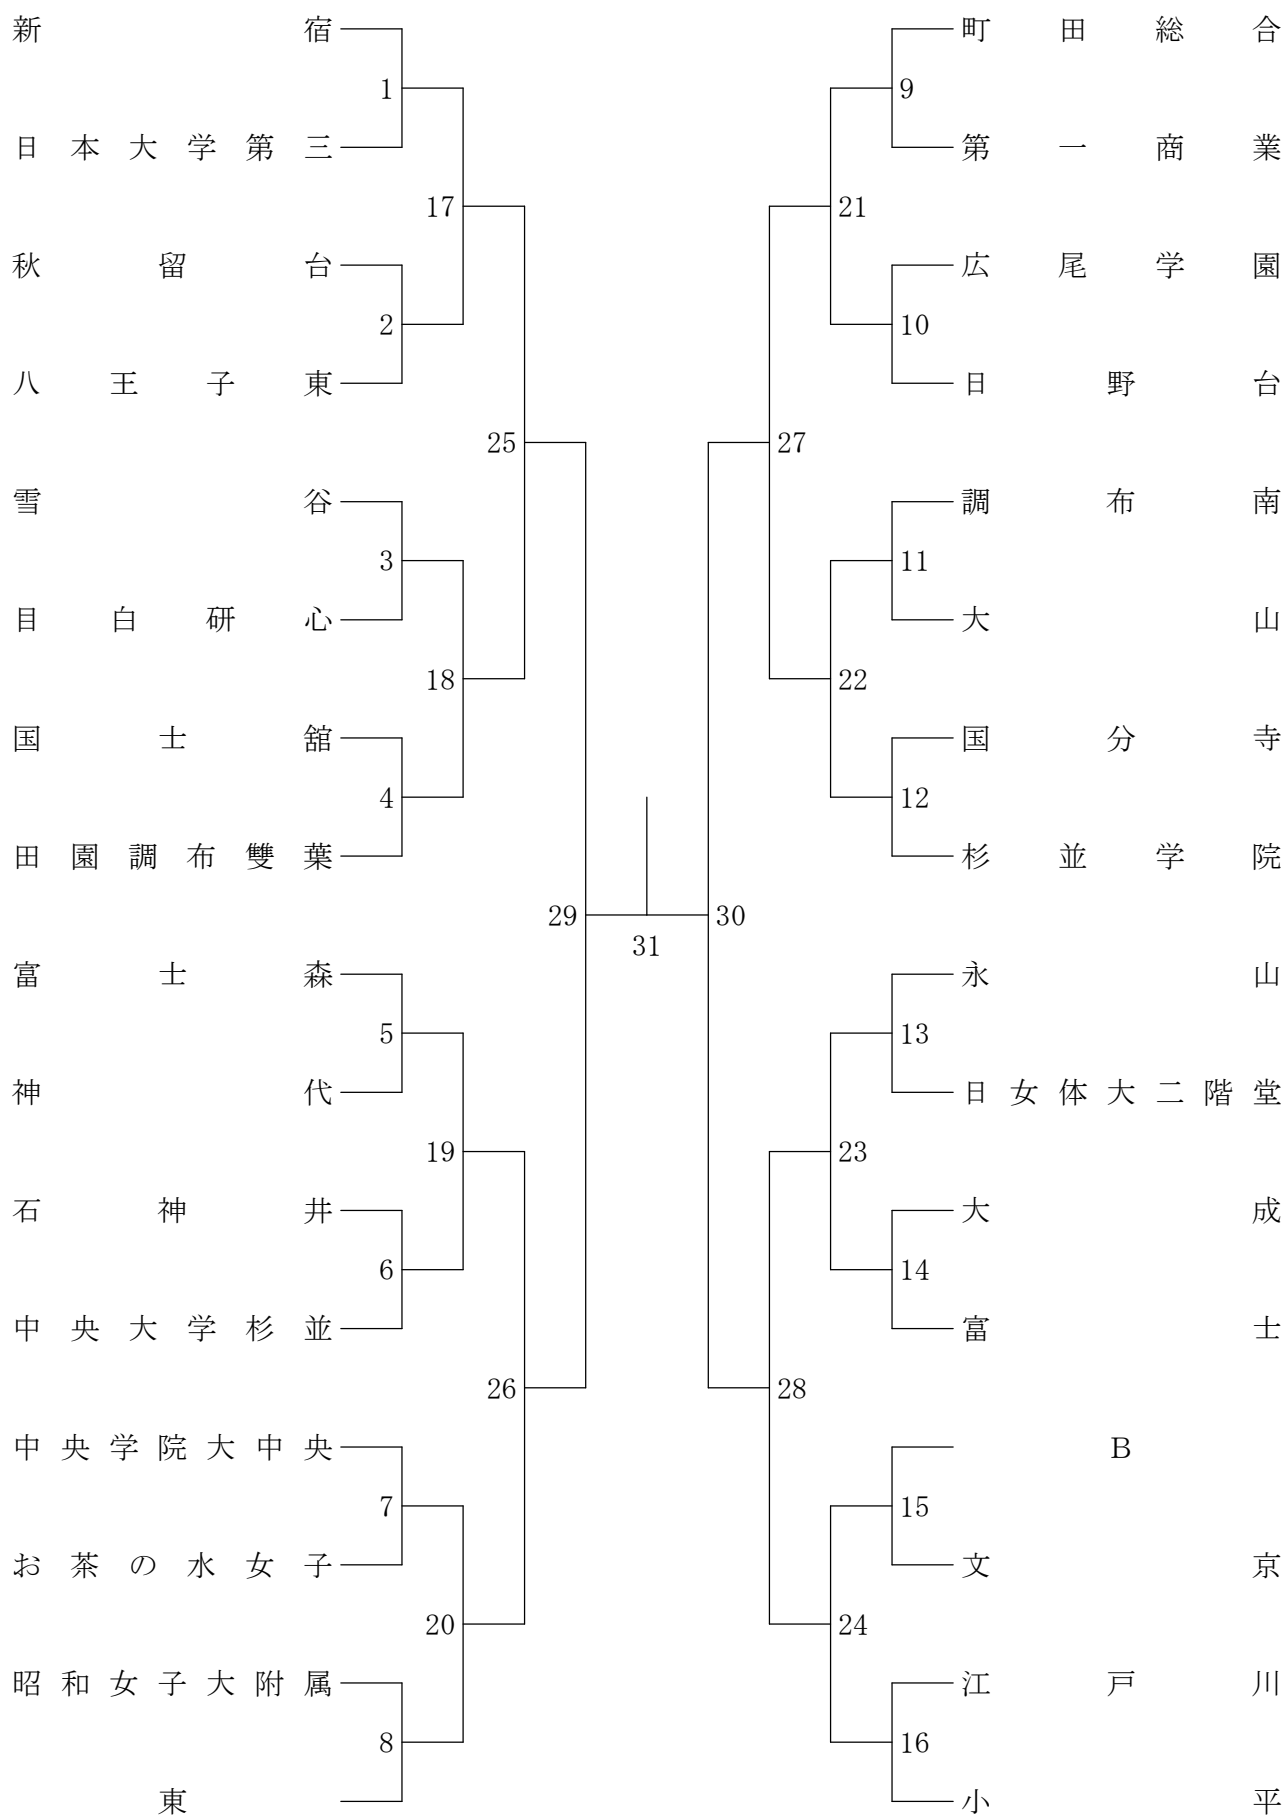 新宿
1
日本大学第三
17
秋留台
2
八王子東
25
雪谷
3
目白研心
18
国士舘
4
田園調布雙葉
29
富士森
5
神代
19
石神井
6
中央大学杉並
26
中央学院大中央
7
お茶の水女子
20
昭和女子大附属
8
東
31
町田総合
9
第一商業
21
広尾学園
10
日野台
27
調布南
11
大山
22
国分寺
12
杉並学院
30
永山
13
日女体大二階堂
23
大成
14
富士
28
B
15
文京
24
江戸川
16
小平